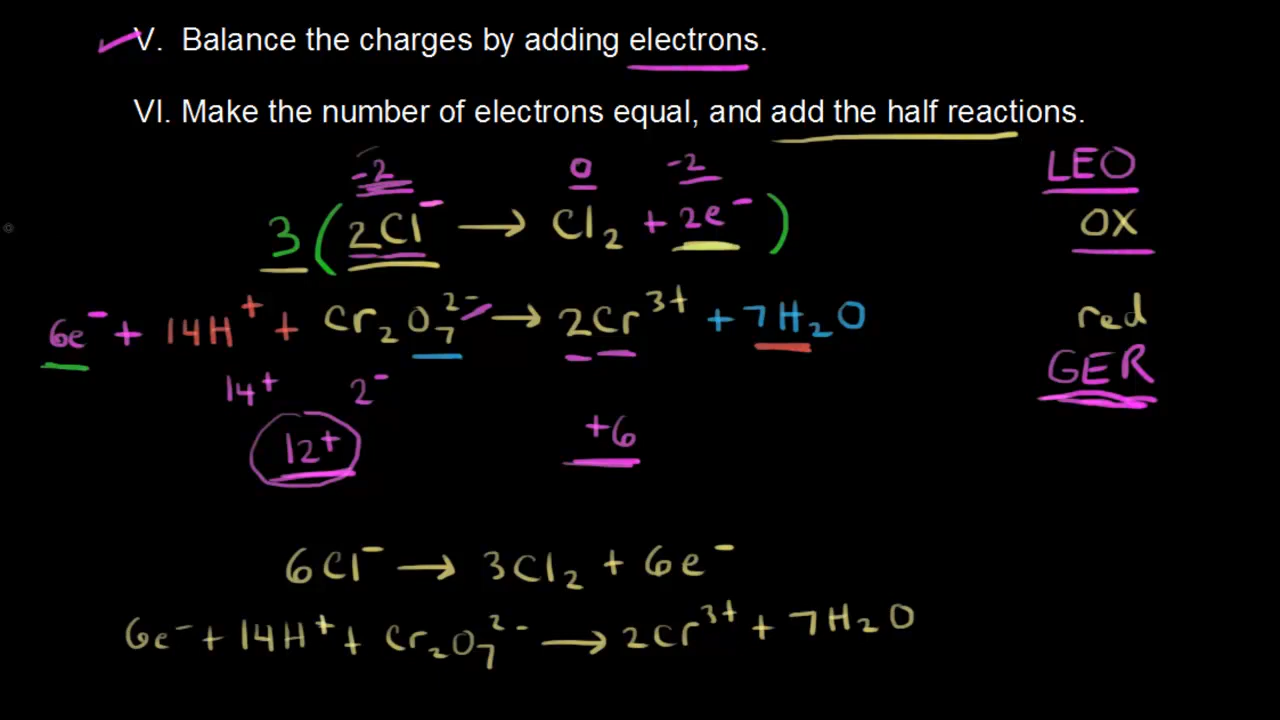 V. Balance the charges by adding electrons.
VI. Make the number of electrons equal, and add the half reactions.
-2 0 -2 LEO
3 ( 2Cl⁻ → Cl₂ + 2e⁻ ) OX
6e⁻ + 14H⁺ + Cr₂O₇²⁻ → 2Cr³⁺ + 7H₂O red
14⁺ 2⁻ GER
12⁺ +6
6Cl⁻ → 3Cl₂ + 6e⁻
6e⁻ + 14H⁺ + Cr₂O₇²⁻ → 2Cr³⁺ + 7H₂O